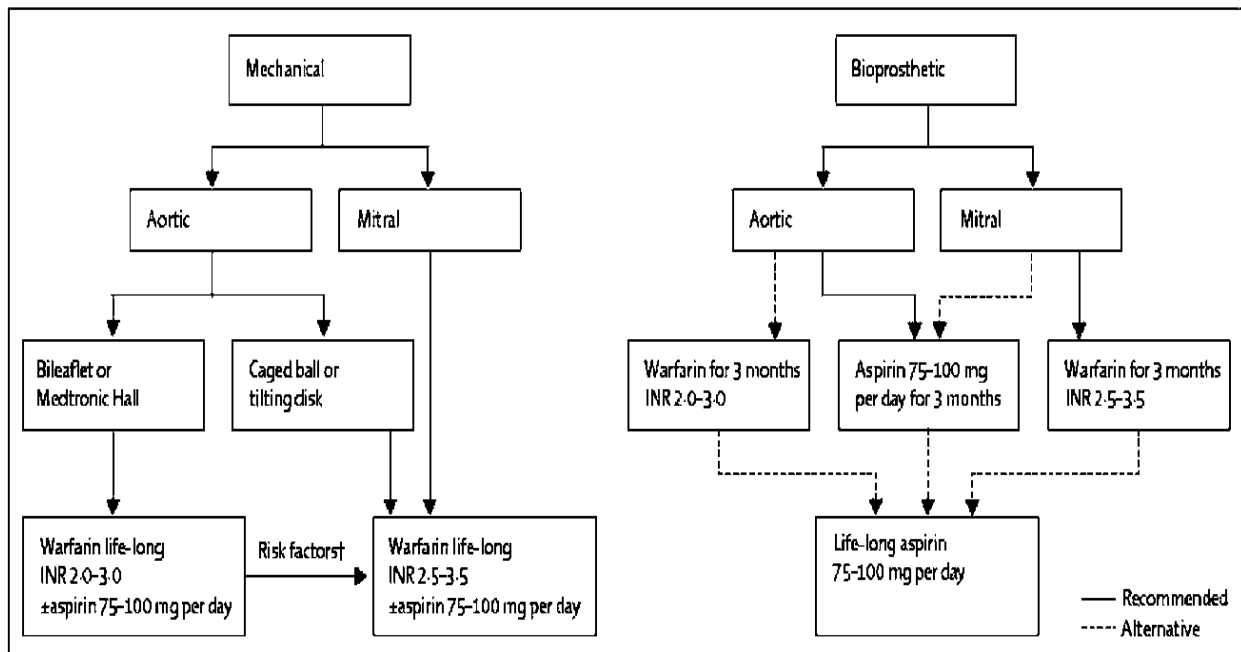 Mechanical
Bioprosthetic
Aortic
Mitral
Aortic
Mitral
Bileaflet or
Medtronic Hall
Caged ball or
tilting disk
Warfarin for 3 months
INR 2·0–3·0
Aspirin 75–100 mg
per day for 3 months
Warfarin for 3 months
INR 2·5–3·5
Warfarin life-long
INR 2·0–3·0
±aspirin 75–100 mg per day
Risk factors†
Warfarin life-long
INR 2·5–3·5
±aspirin 75–100 mg per day
Life-long aspirin
75–100 mg per day
Recommended
Alternative